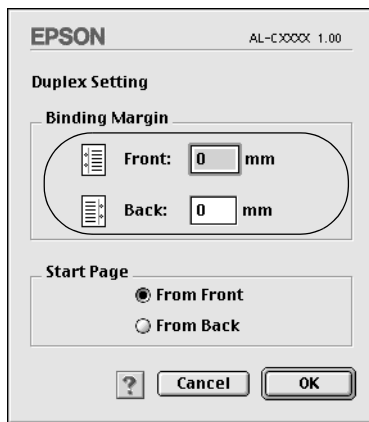 EPSON AL-CXXXX 1.00
Duplex Setting
Binding Margin
Front: 0 mm
Back: 0 mm
Start Page
From Front
From Back
? Cancel OK